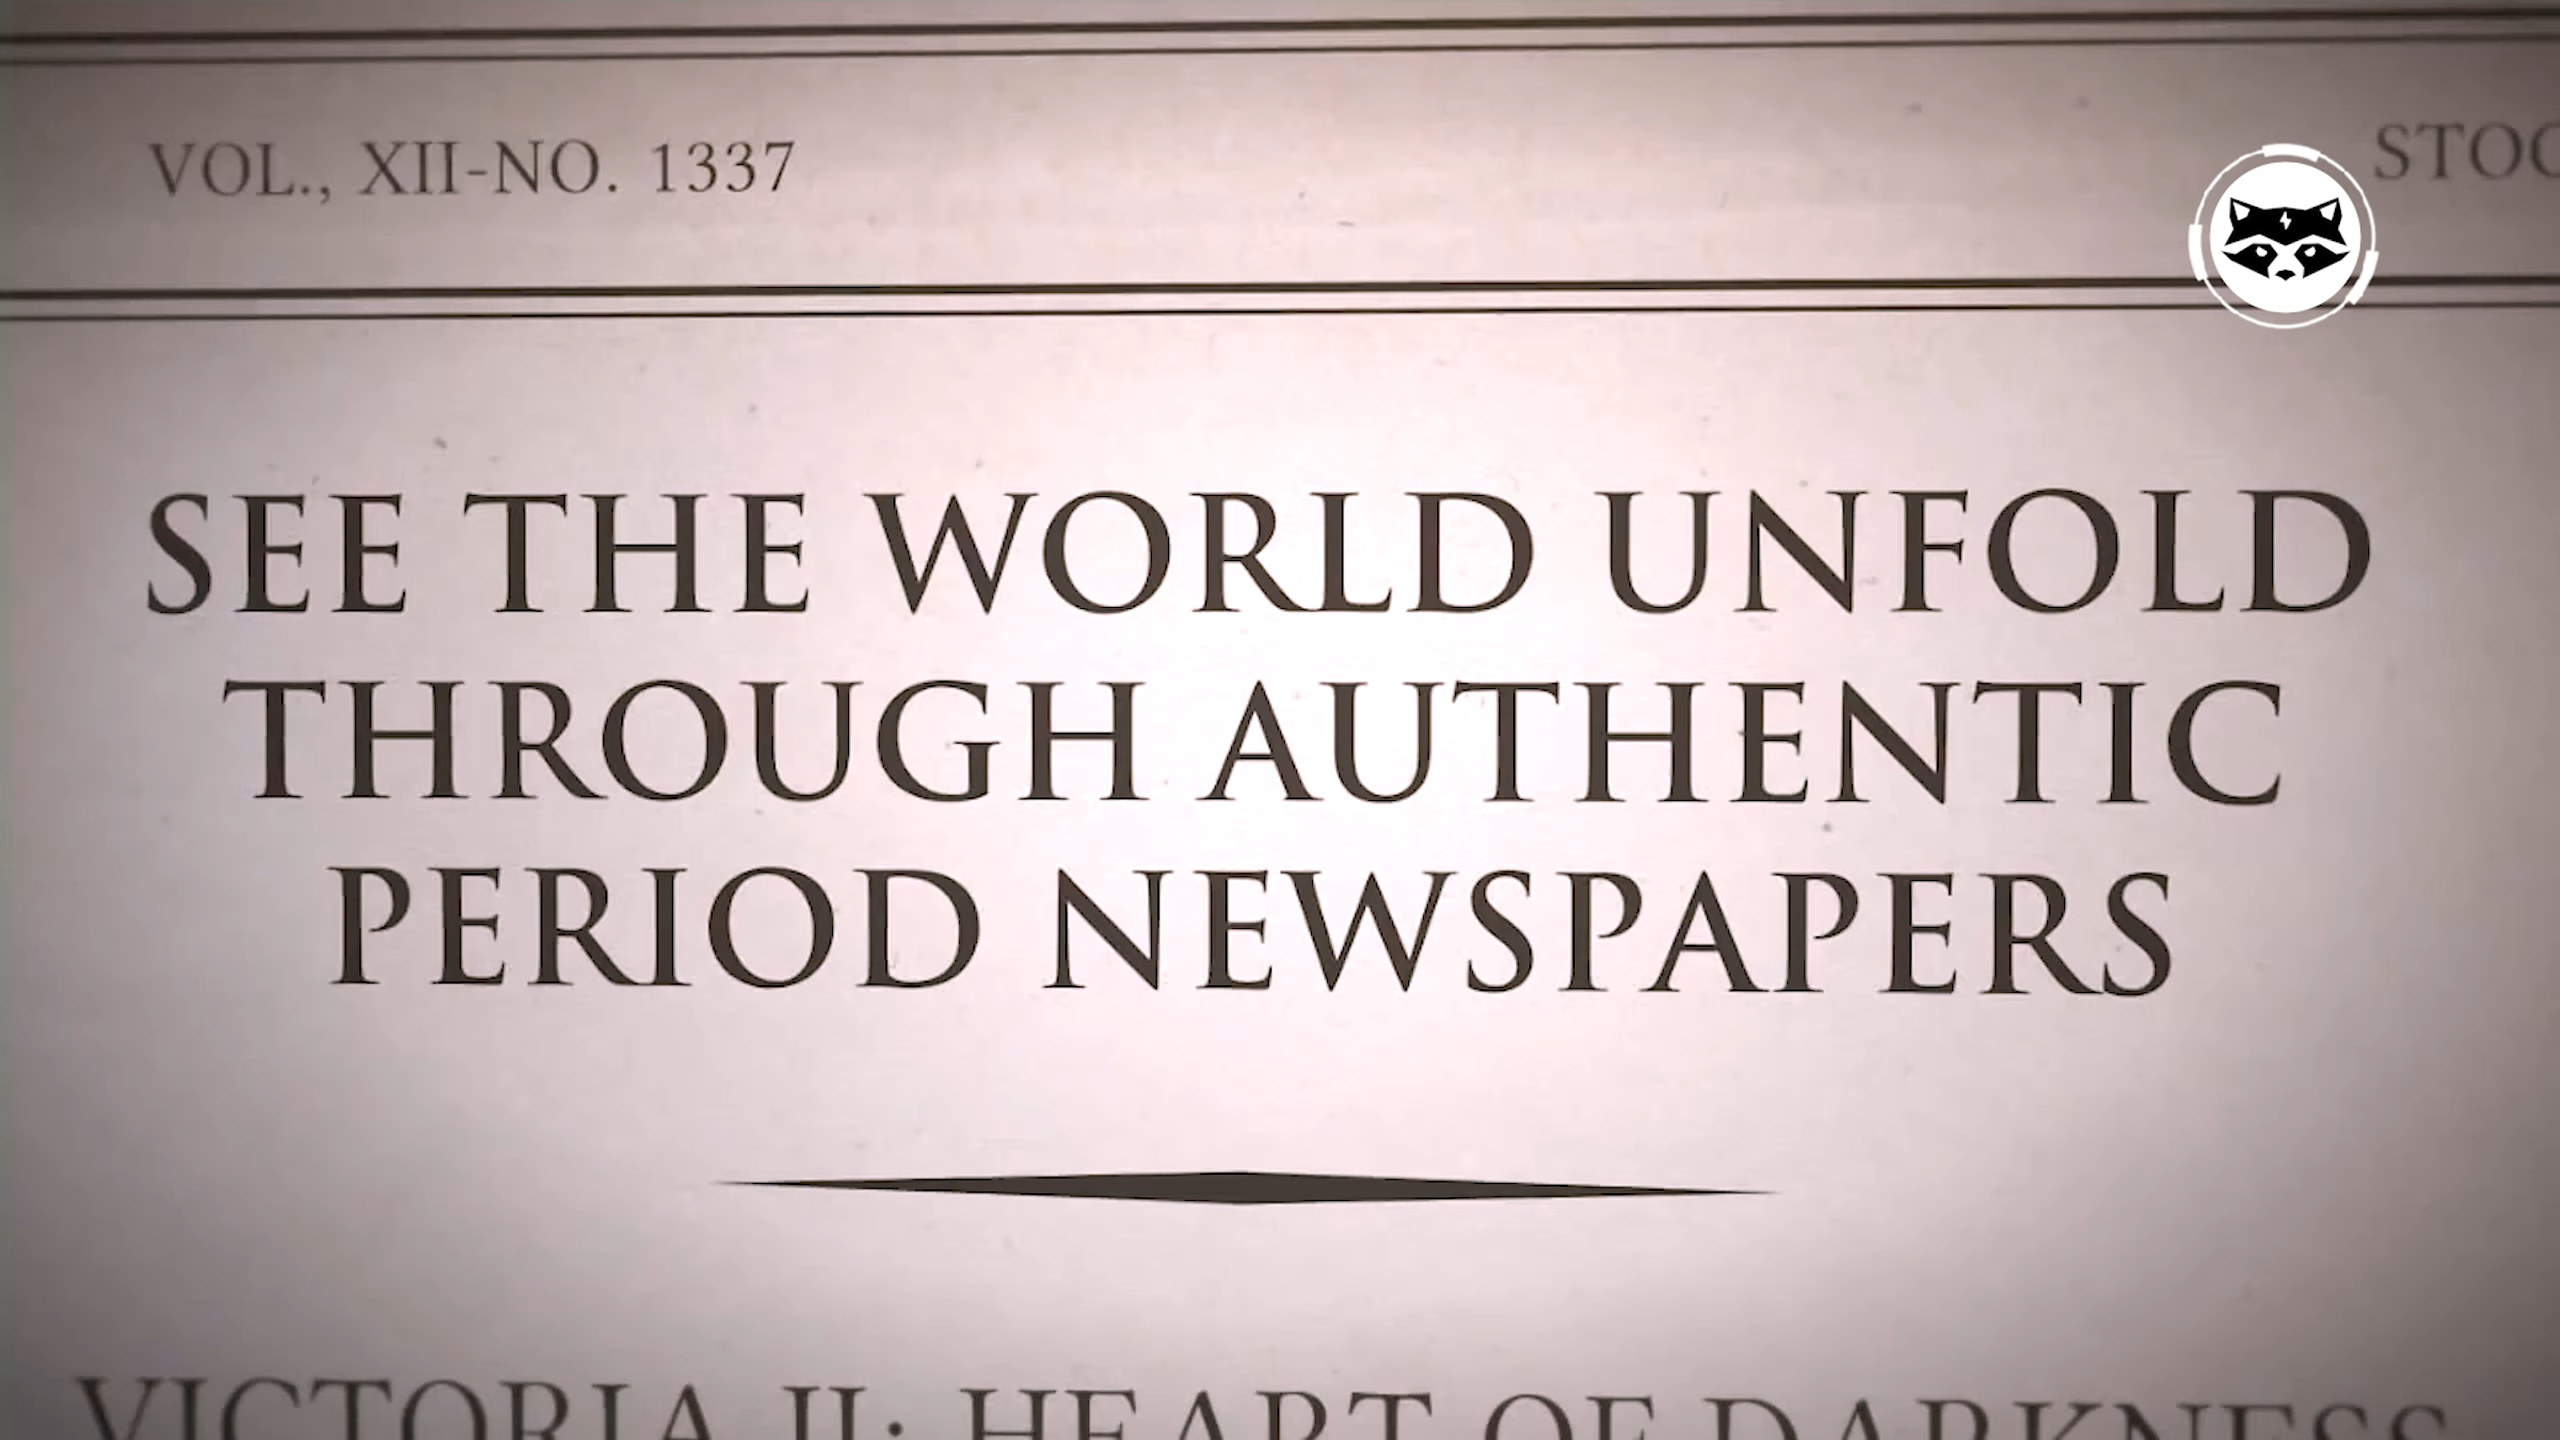 VOL., XII-NO. 1337
SEE THE WORLD UNFOLD
THROUGH AUTHENTIC
PERIOD NEWSPAPERS
VICTORIA II: HEART OF DARKNESS